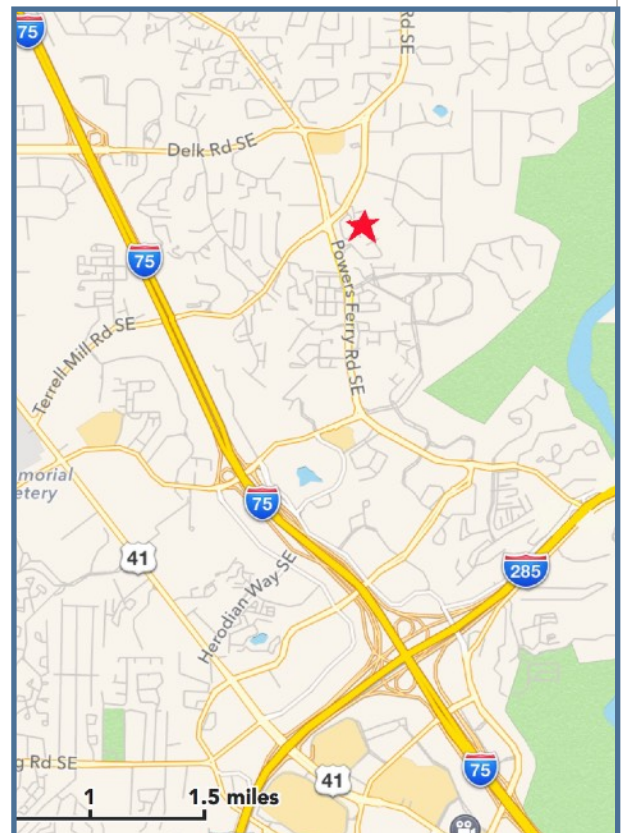 75
Rd SE
Delk Rd SE
75
Powers Ferry Rd SE
Terrell Mill Rd SE
morial
etery
75
41
285
Herodian Way SE
g Rd SE
41
75
1 1.5 miles